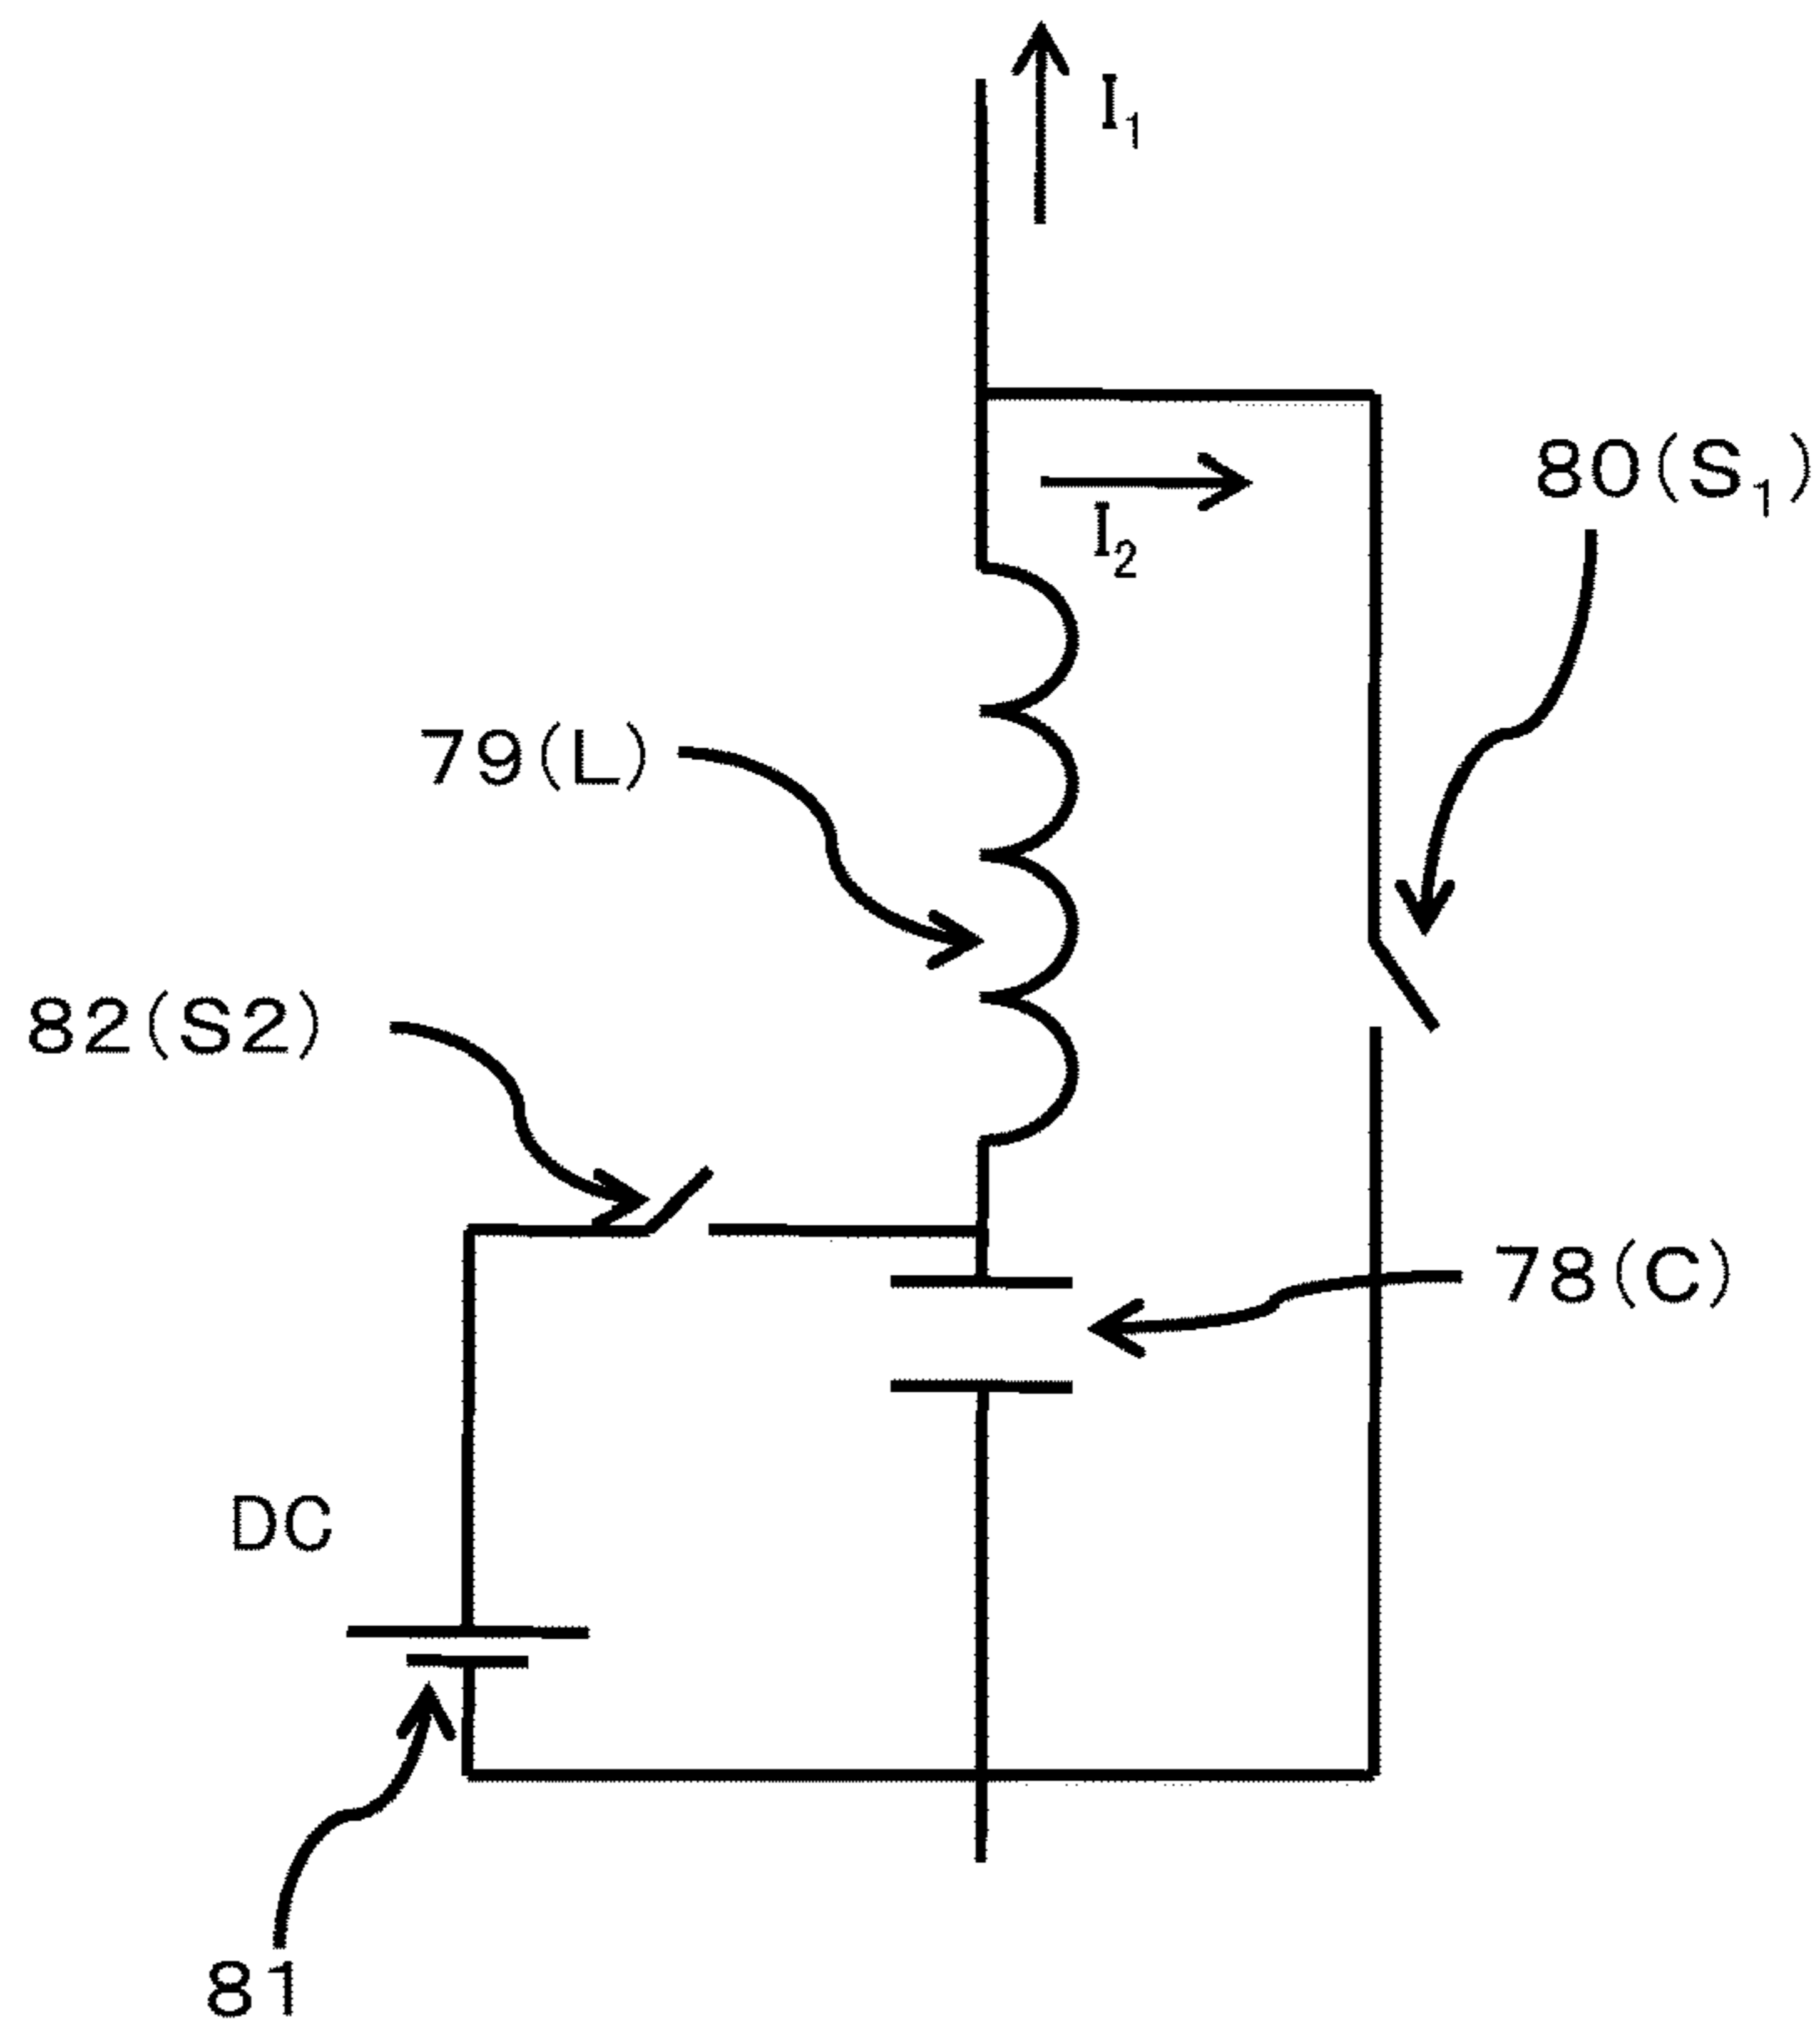 I₁
80(S₁)
I₂
79(L)
82(S2)
78(C)
DC
81